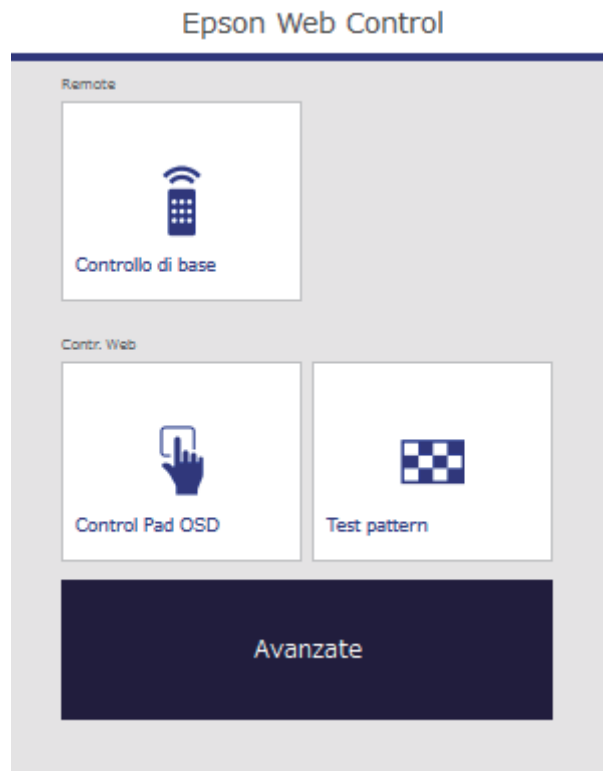 Epson Web Control
Remote
Controllo di base
Contr. Web
Control Pad OSD
Test pattern
Avanzate